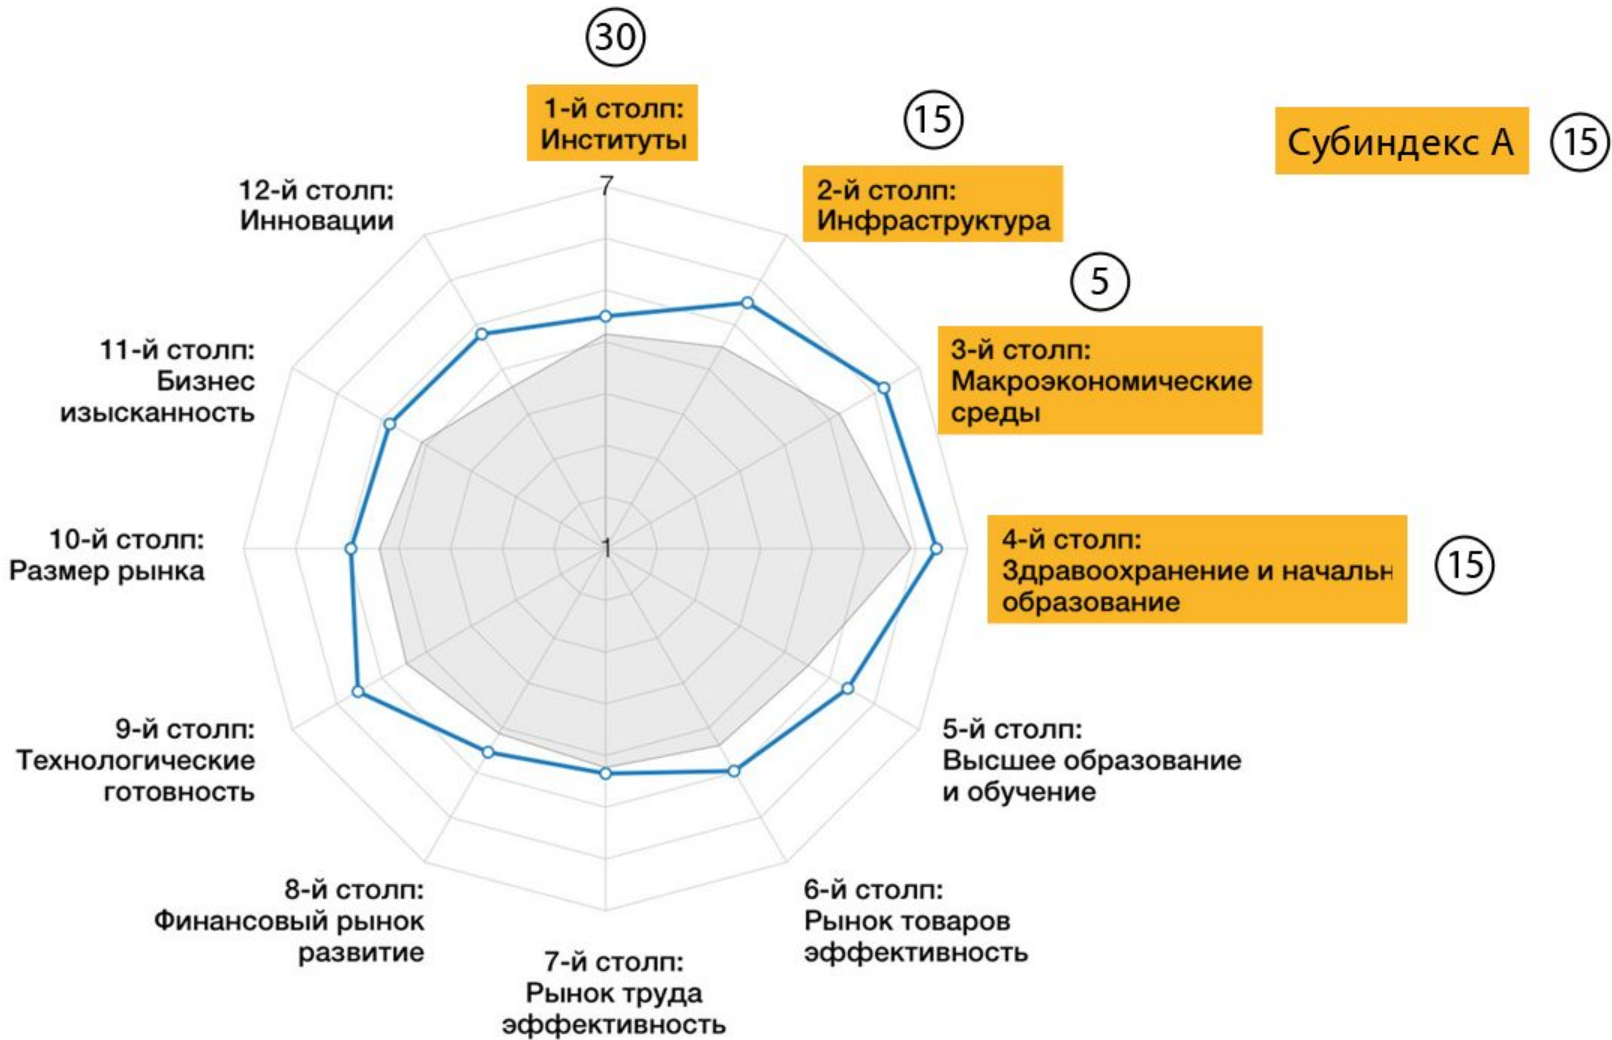 30
1-й столп:
Институты
15
2-й столп:
Инфраструктура
Субиндекс А
15
5
3-й столп:
Макроэкономические
среды
4-й столп:
Здравоохранение и начальн
образование
15
5-й столп:
Высшее образование
и обучение
6-й столп:
Рынок товаров
эффективность
7-й столп:
Рынок труда
эффективность
8-й столп:
Финансовый рынок
развитие
9-й столп:
Технологические
готовность
10-й столп:
Размер рынка
11-й столп:
Бизнес
изысканность
12-й столп:
Инновации
7
1